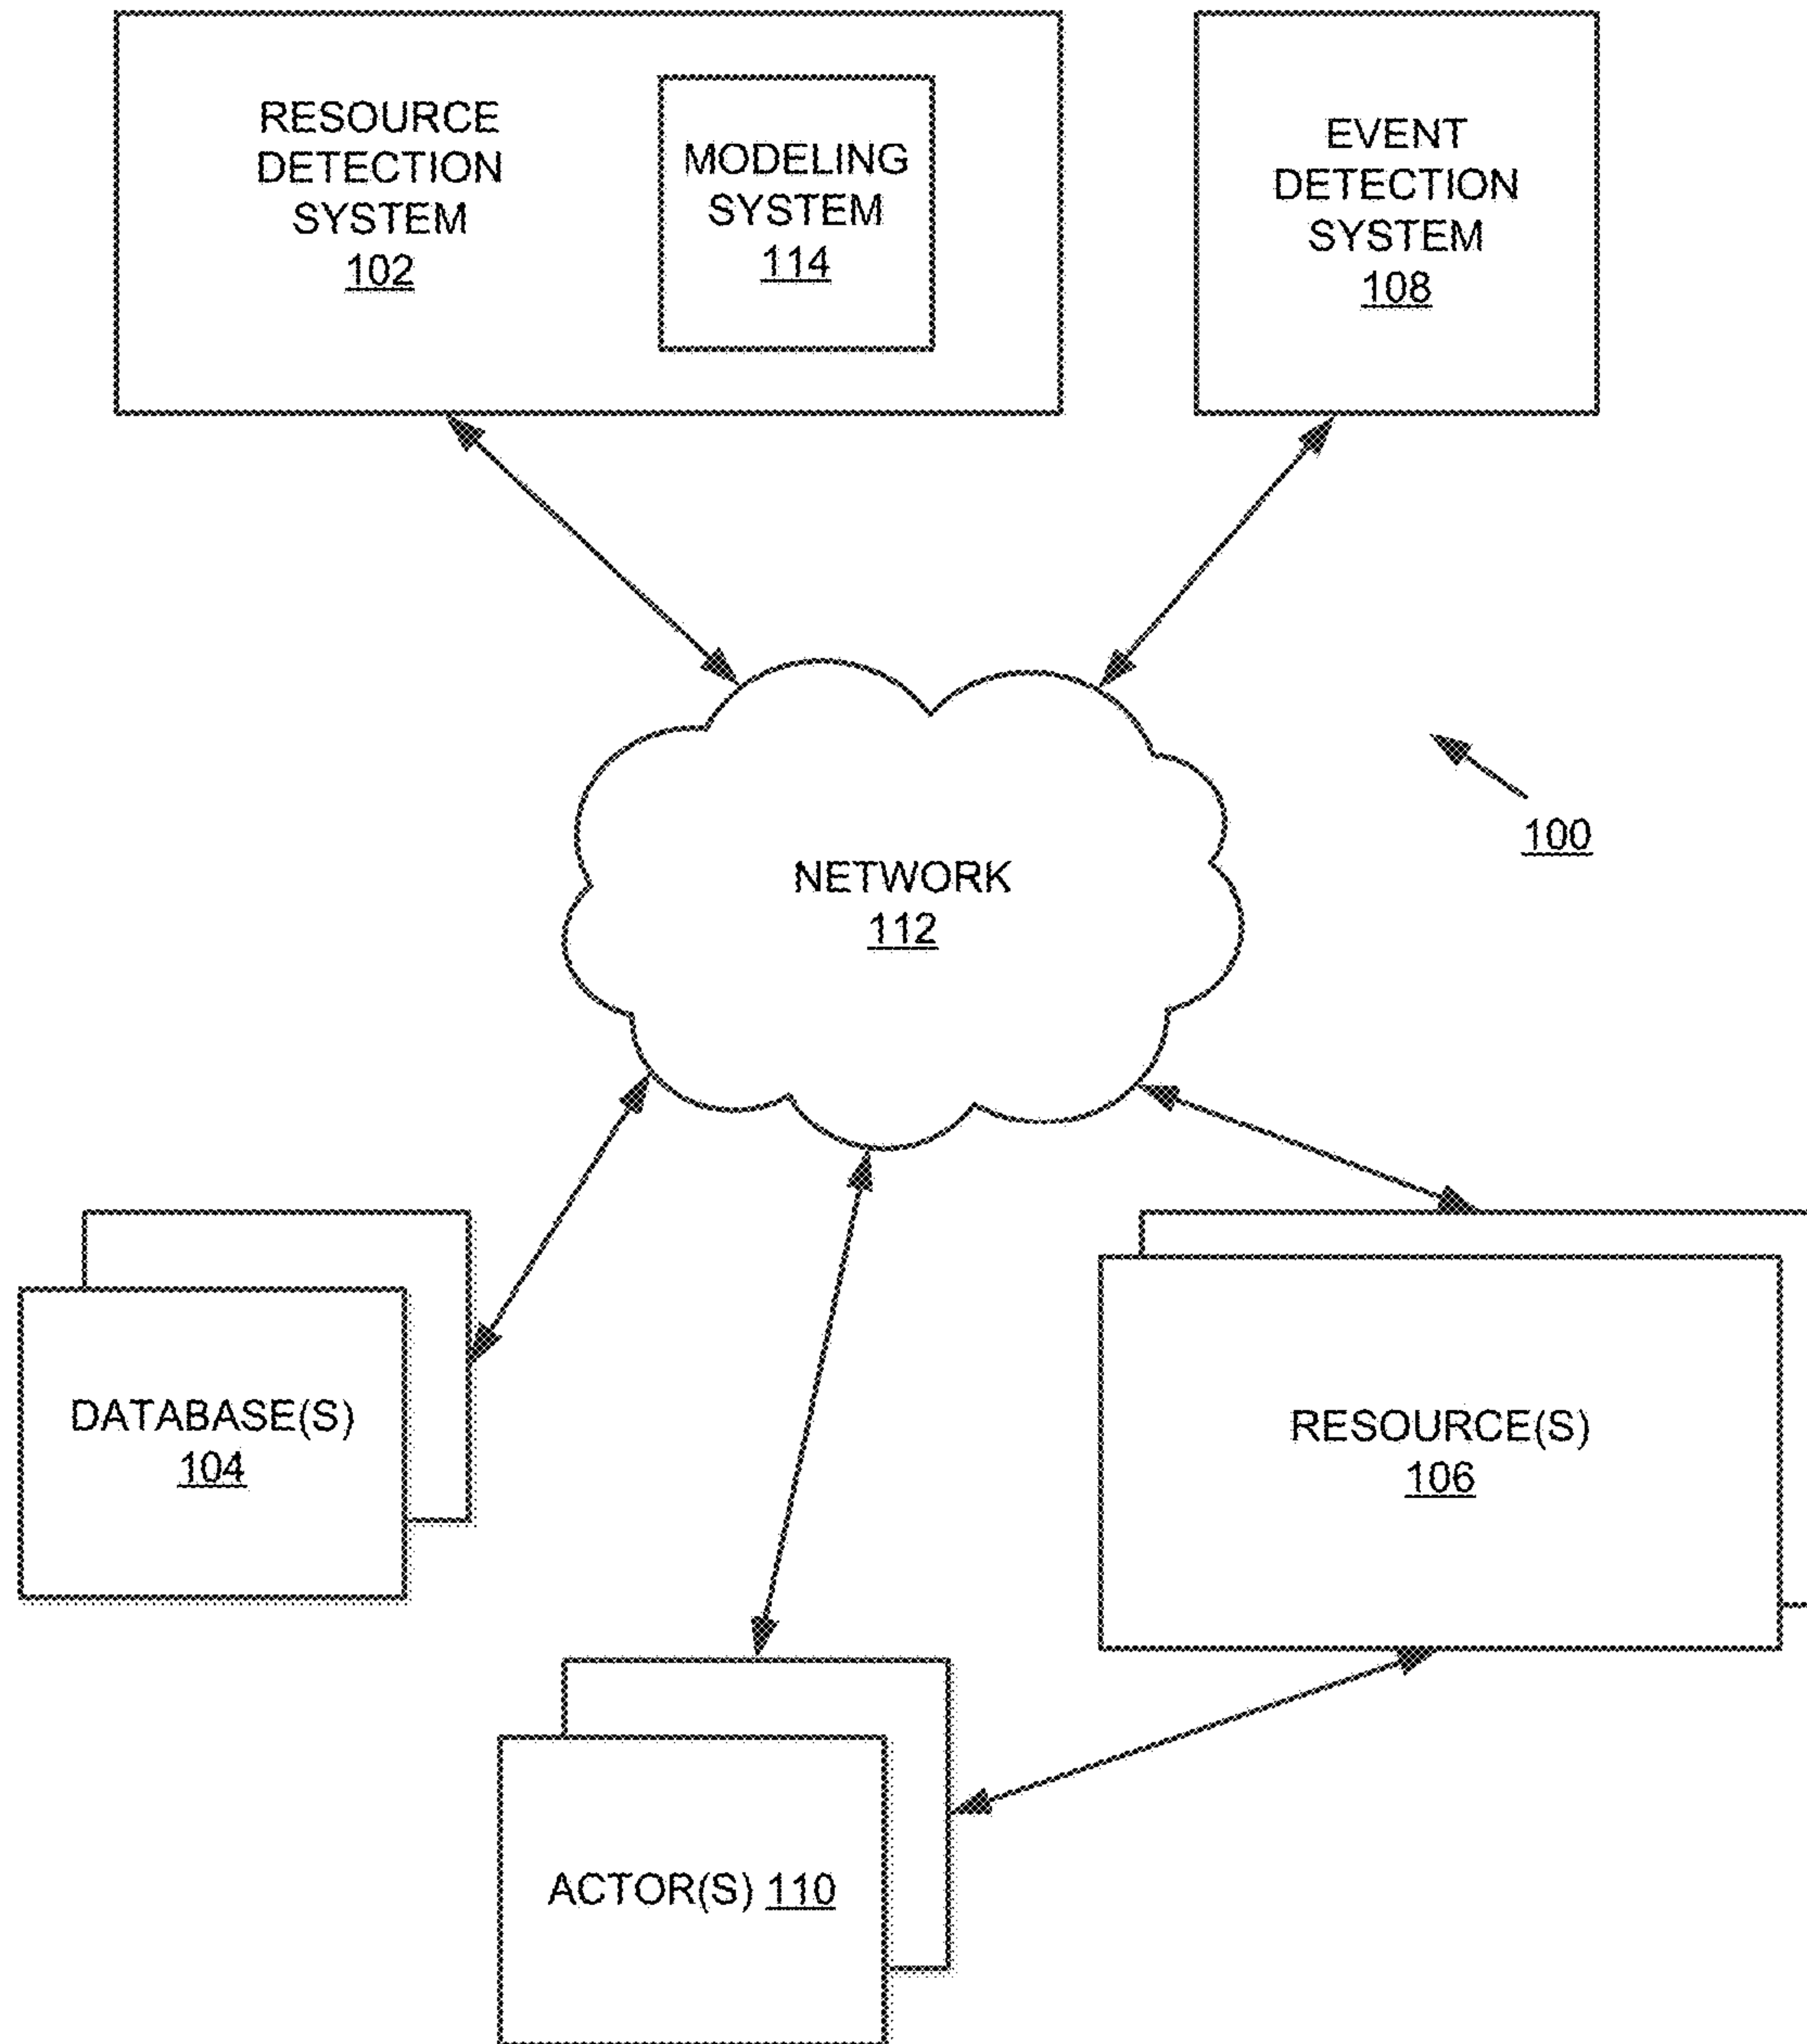 RESOURCE
DETECTION
SYSTEM
102
MODELING
SYSTEM
114
EVENT
DETECTION
SYSTEM
108
100
NETWORK
112
DATABASE(S)
104
RESOURCE(S)
106
ACTOR(S) 110